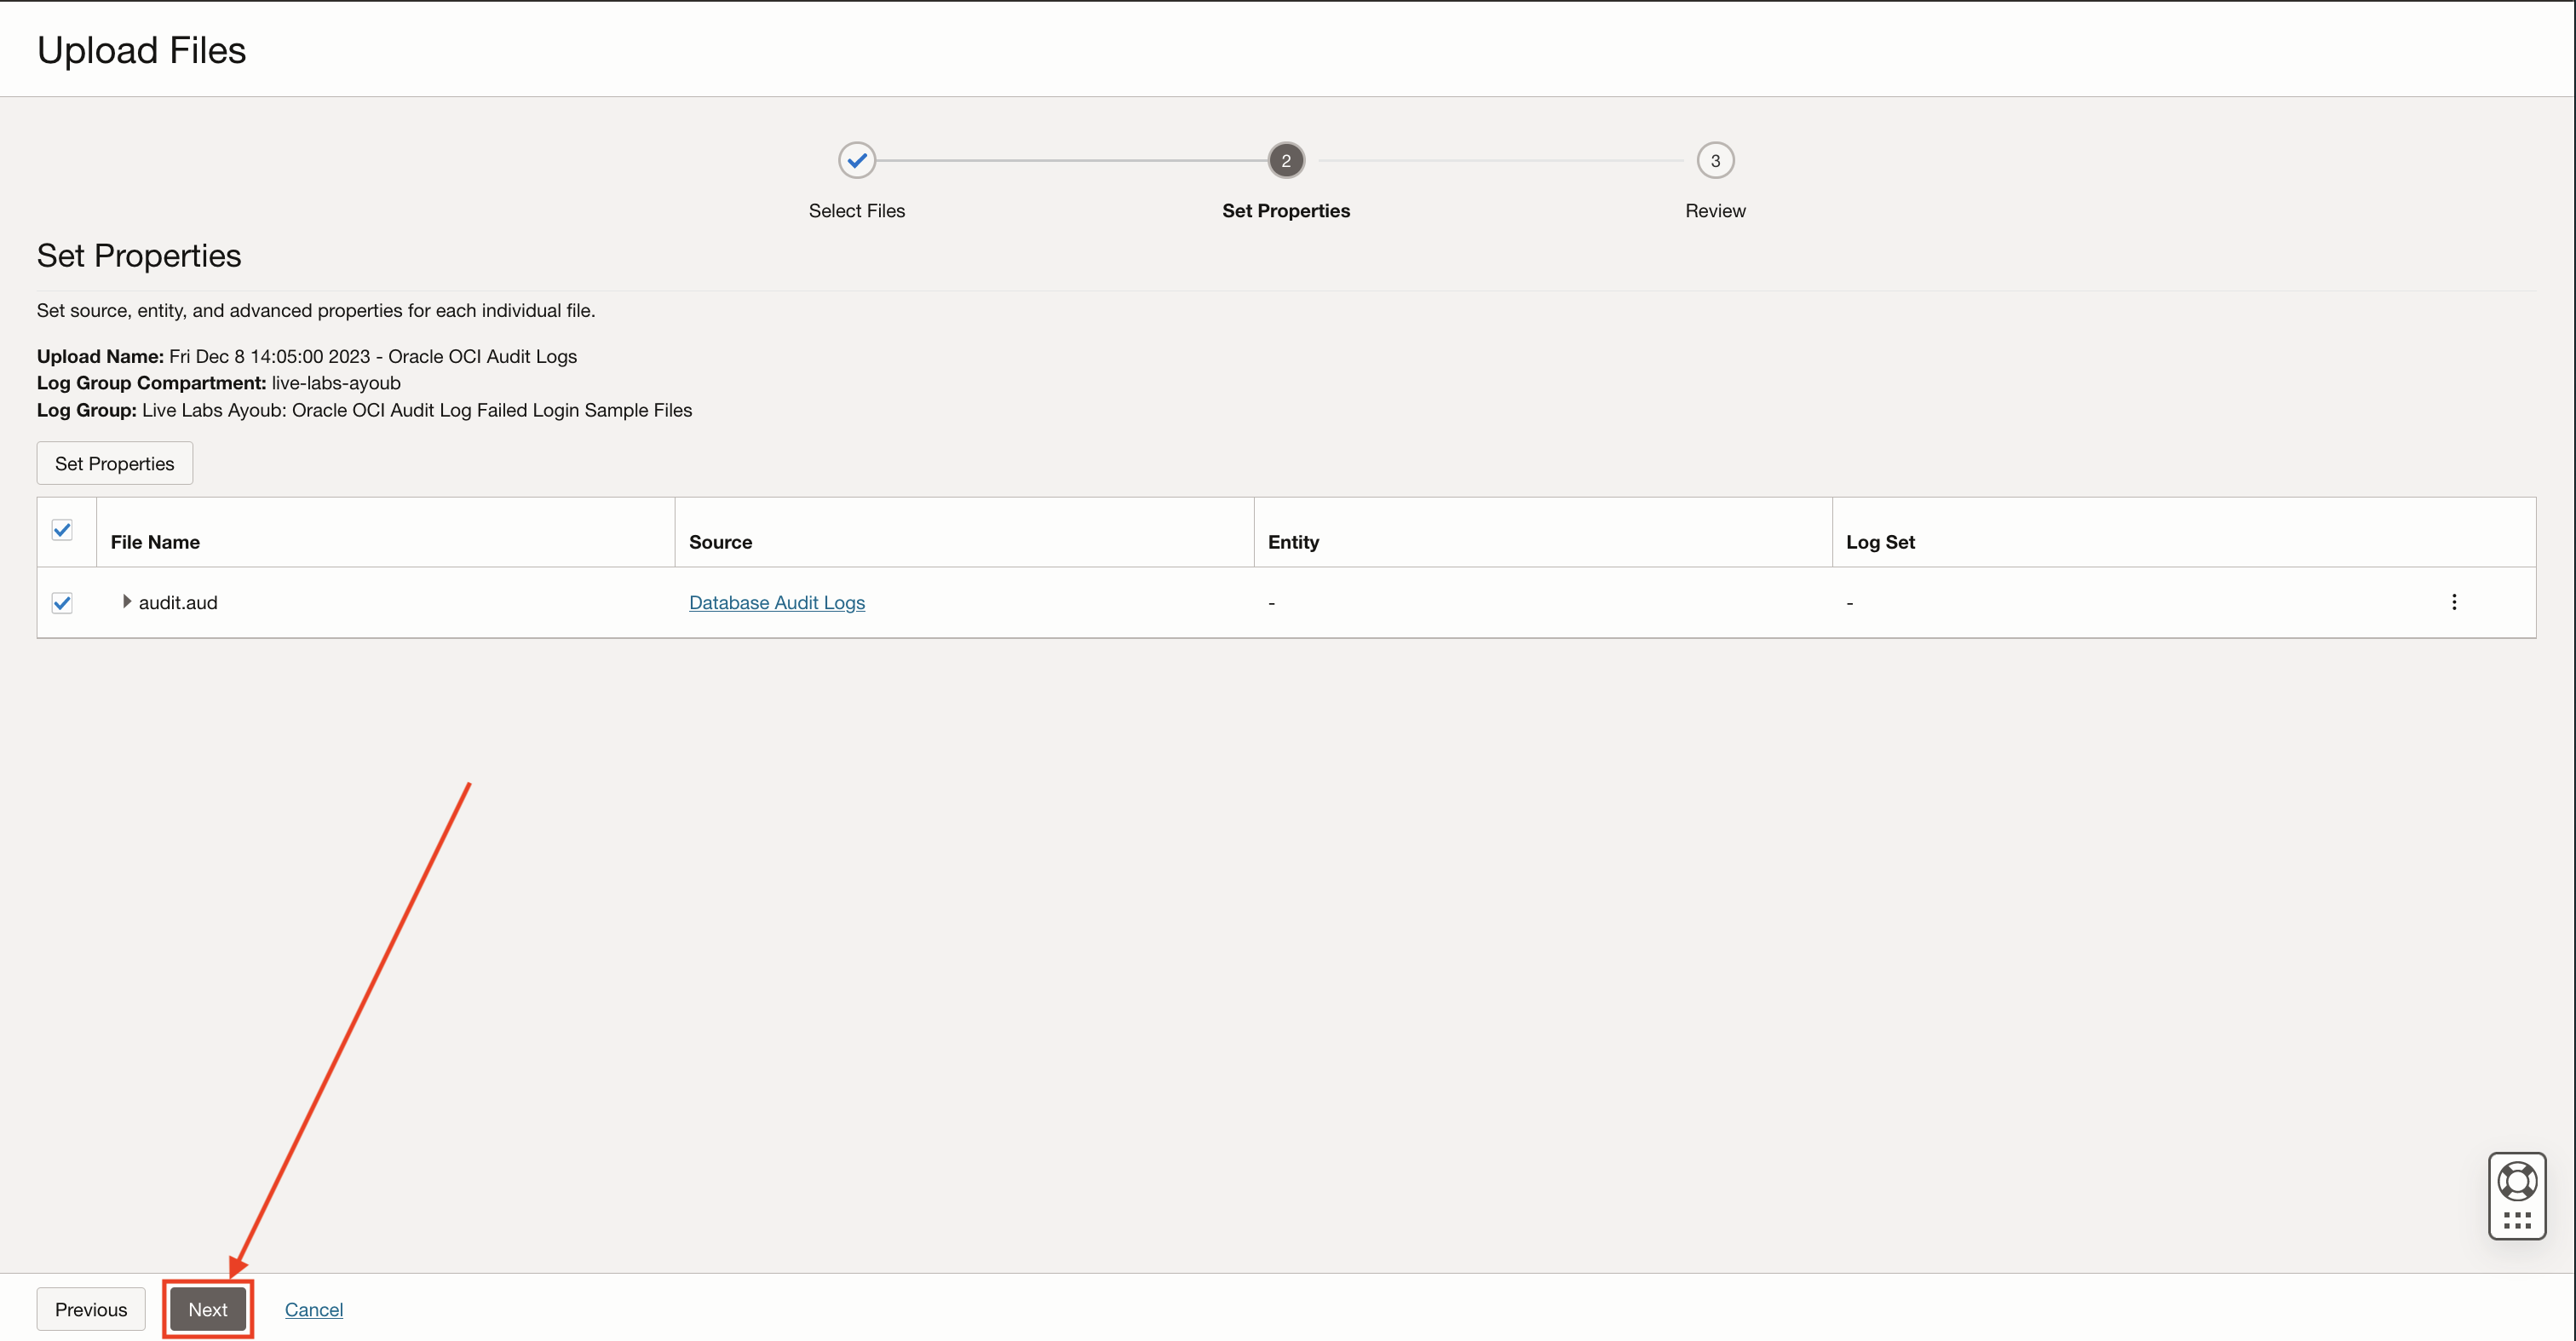 Upload Files
2
3
Select Files
Set Properties
Review
Set Properties
Set source, entity, and advanced properties for each individual file.
Upload Name: Fri Dec 8 14:05:00 2023 - Oracle OCI Audit Logs
Log Group Compartment: live-labs-ayoub
Log Group: Live Labs Ayoub: Oracle OCI Audit Log Failed Login Sample Files
Set Properties
File Name Source Entity Log Set
audit.aud Database Audit Logs - -
Previous Next Cancel